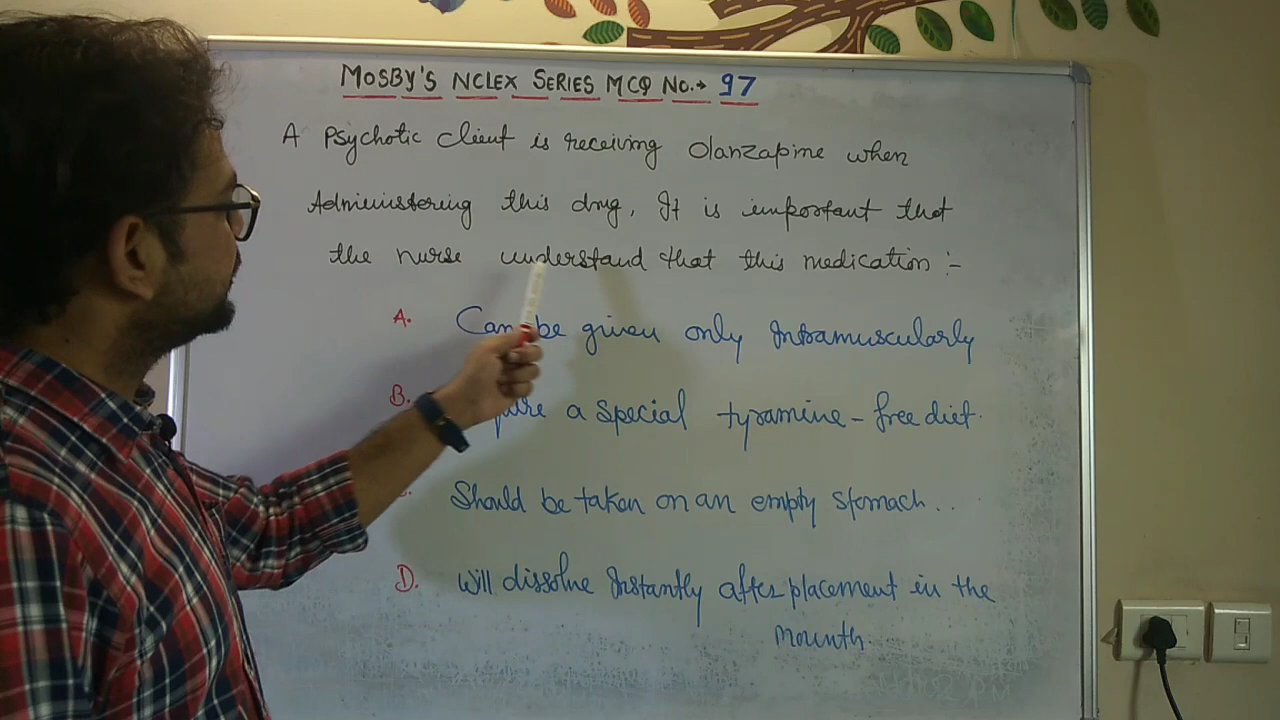 MOSBY'S NCLEX SERIES MCQ NO.→ 97
A Psychotic Client is receiving Olanzapine when
Administering this drug, It is important that
the nurse understand that this medication :-
A. Can be given only Intramuscularly
B. a special tyramine-free diet.
Should be taken on an empty stomach..
D. will dissolve Instantly after placement in the
mounth.